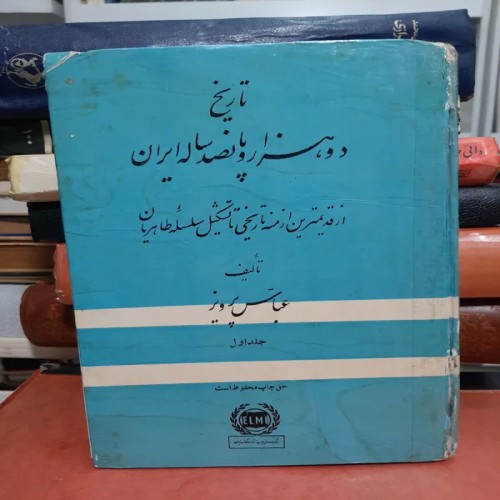 تاریخ
دو هزار و پانصد ساله ایران
از قدیمترین ازمنه تاریخی تا تشکیل سلسلهٔ طاهریان
تألیف
عباس پرویز
جلد اول
حق چاپ محفوظ است
ELMI